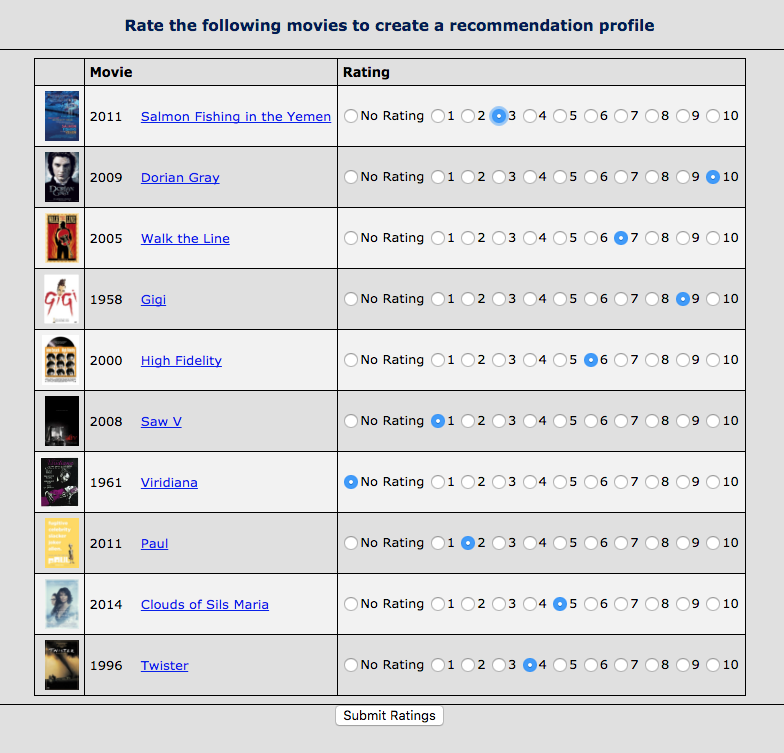 Rate the following movies to create a recommendation profile
Movie Rating
2011 Salmon Fishing in the Yemen No Rating 1 2 3 4 5 6 7 8 9 10
2009 Dorian Gray No Rating 1 2 3 4 5 6 7 8 9 10
2005 Walk the Line No Rating 1 2 3 4 5 6 7 8 9 10
1958 Gigi No Rating 1 2 3 4 5 6 7 8 9 10
2000 High Fidelity No Rating 1 2 3 4 5 6 7 8 9 10
2008 Saw V No Rating 1 2 3 4 5 6 7 8 9 10
1961 Viridiana No Rating 1 2 3 4 5 6 7 8 9 10
2011 Paul No Rating 1 2 3 4 5 6 7 8 9 10
2014 Clouds of Sils Maria No Rating 1 2 3 4 5 6 7 8 9 10
1996 Twister No Rating 1 2 3 4 5 6 7 8 9 10
Submit Ratings